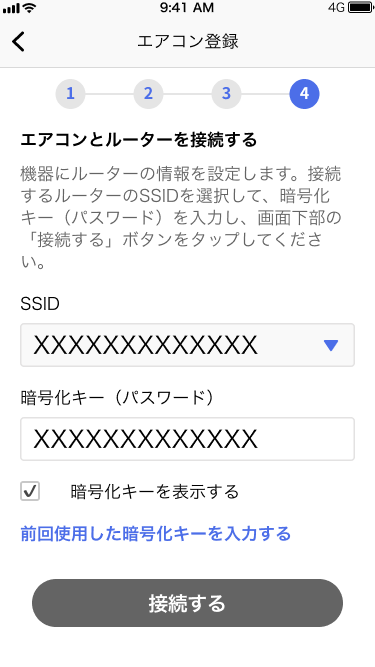 9:41 AM
4G
エアコン登録
1 2 3 4
エアコンとルーターを接続する
機器にルーターの情報を設定します。接続
するルーターのSSIDを選択して、暗号化
キー（パスワード）を入力し、画面下部の
「接続する」ボタンをタップしてくださ
い。
SSID
XXXXXXXXXXXXX
暗号化キー（パスワード）
XXXXXXXXXXXXX
暗号化キーを表示する
前回使用した暗号化キーを入力する
接続する